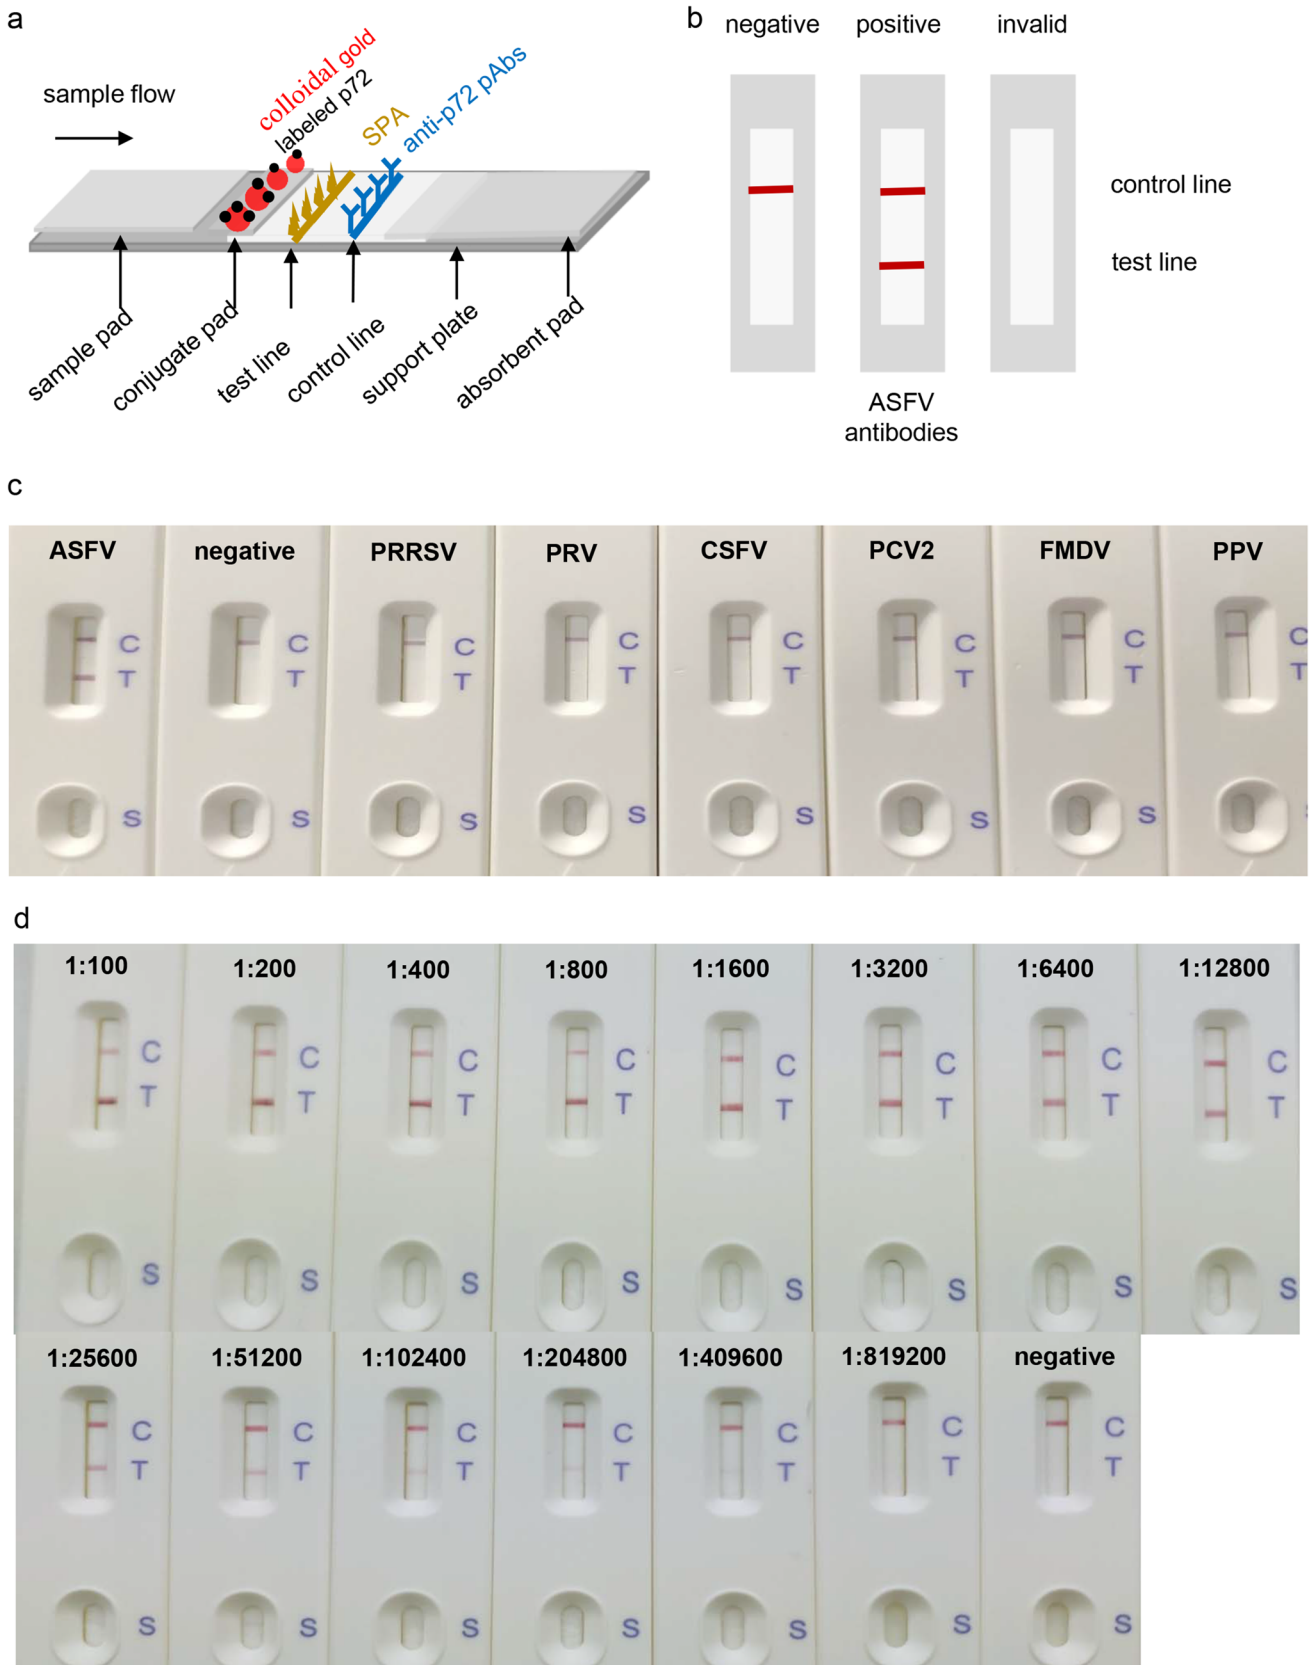 a
sample flow
colloidal gold
labeled p72
SPA
anti-p72 pAbs
sample pad
conjugate pad
test line
control line
support plate
absorbent pad
b
negative
positive
invalid
control line
test line
ASFV
antibodies
c
ASFV
negative
PRRSV
PRV
CSFV
PCV2
FMDV
PPV
C
C
C
C
C
C
C
C
T
T
T
T
T
T
T
T
S
S
S
S
S
S
S
d
1:100
1:200
1:400
1:800
1:1600
1:3200
1:6400
1:12800
C
C
C
C
C
C
C
C
T
T
T
T
T
T
T
T
S
S
S
S
S
S
S
S
1:25600
1:51200
1:102400
1:204800
1:409600
1:819200
negative
C
C
C
C
C
C
C
T
T
T
T
T
T
T
S
S
S
S
S
S
S